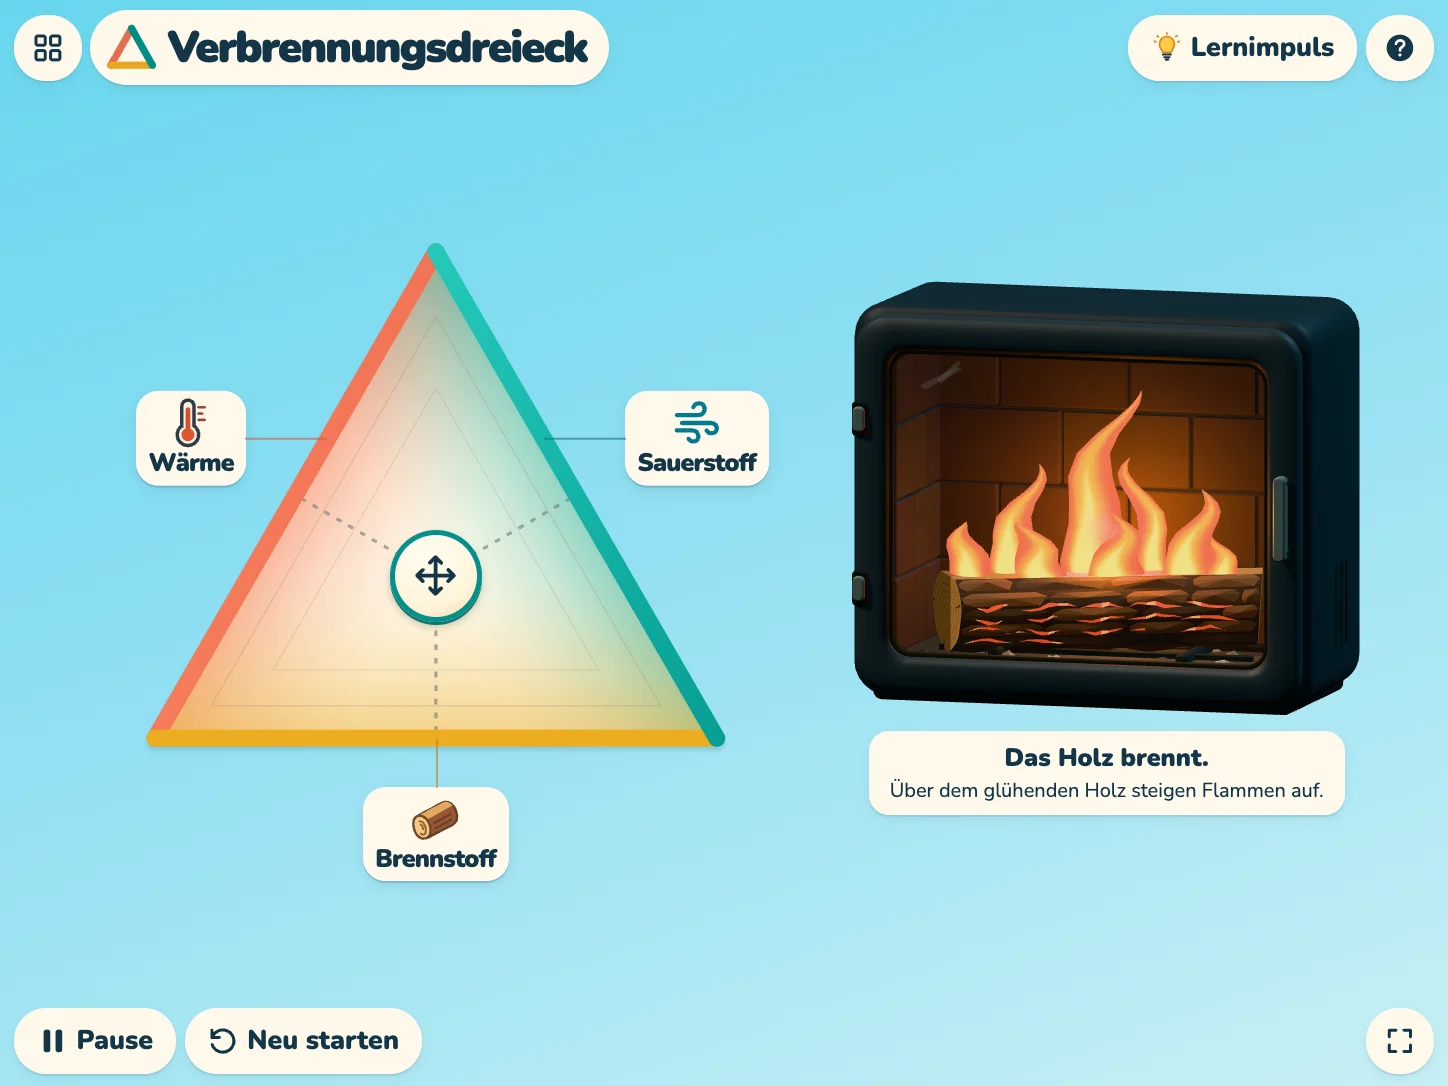 Verbrennungsdreieck
Lernimpuls
Wärme
Sauerstoff
Brennstoff
Das Holz brennt.
Über dem glühenden Holz steigen Flammen auf.
Pause
Neu starten